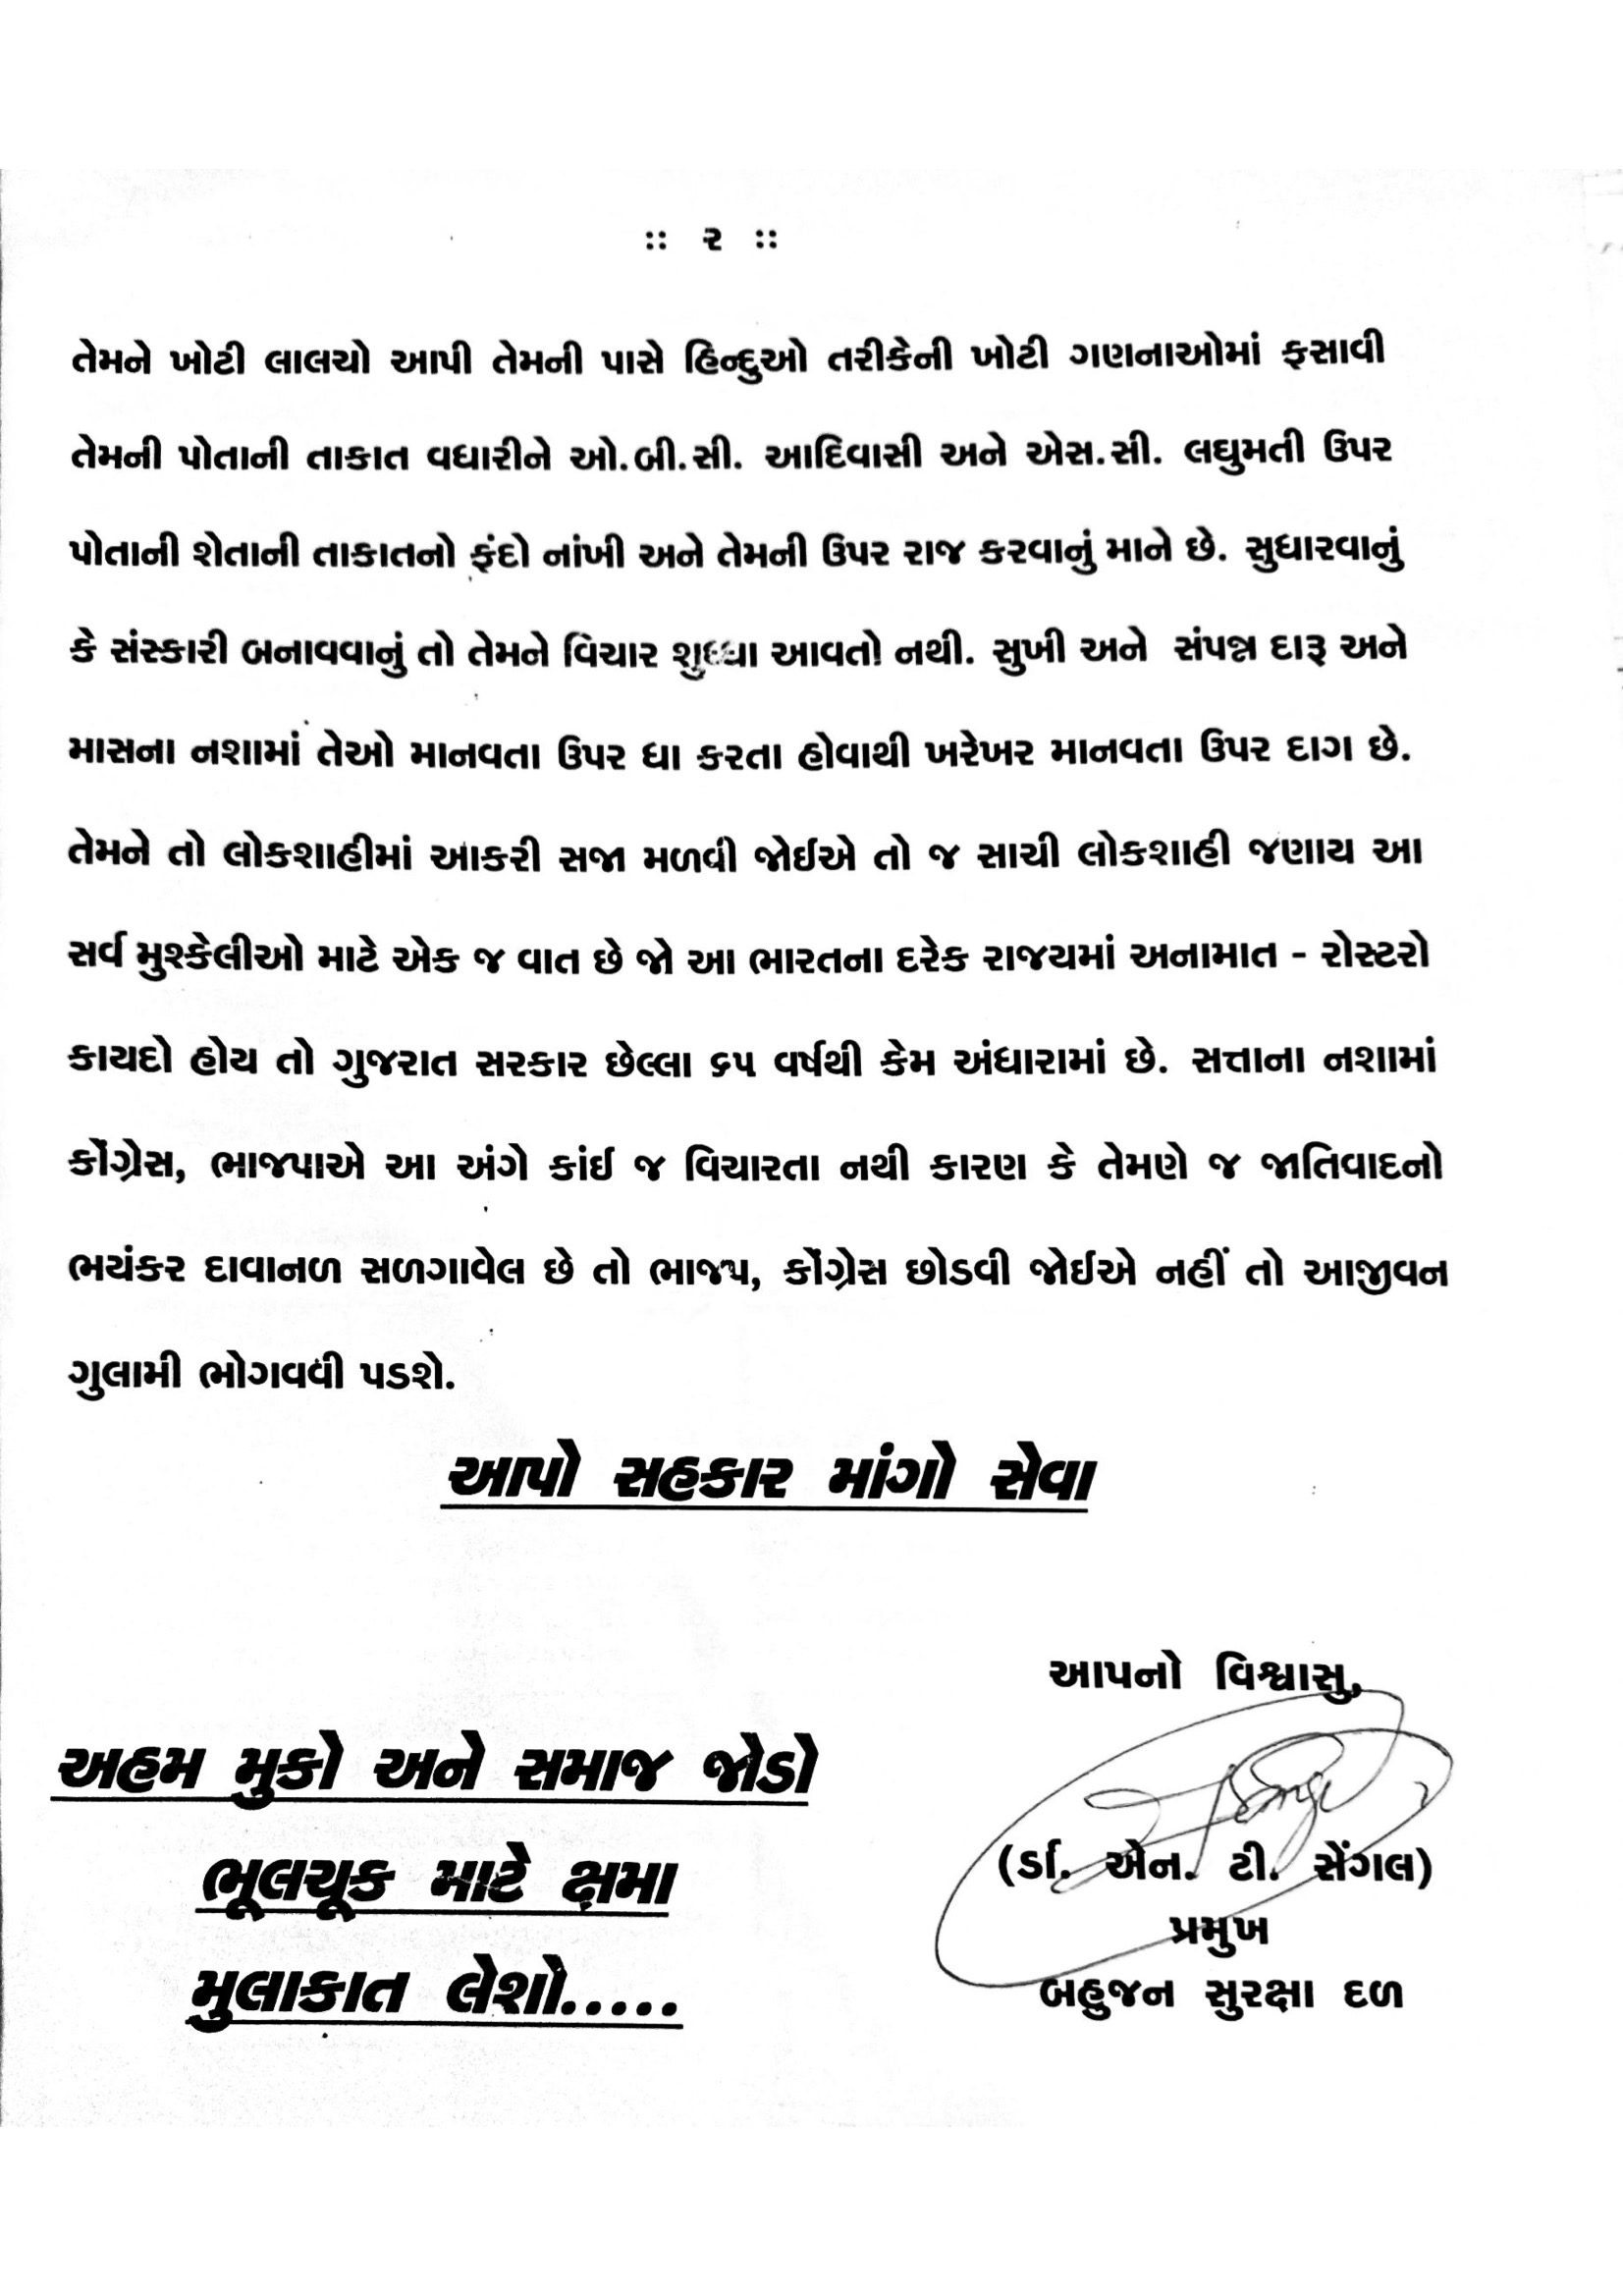 :: ૨ ::
તેમને ખોટી લાલચો આપી તેમની પાસે હિન્દુઓ તરીકેની ખોટી ગણનાઓમાં ફસાવી
તેમની પોતાની તાકાત વધારીને ઓ.બી.સી. આદિવાસી અને એસ.સી. લઘુમતી ઉપર
પોતાની શેતાની તાકાતનો ફંદો નાંખી અને તેમની ઉપર રાજ કરવાનું માને છે. સુધારવાનું
કે સંસ્કારી બનાવવાનું તો તેમને વિચાર શુધ્ધા આવતો નથી. સુખી અને સંપન્ન દારૂ અને
માસના નશામાં તેઓ માનવતા ઉપર ધા કરતા હોવાથી ખરેખર માનવતા ઉપર દાગ છે.
તેમને તો લોકશાહીમાં આકરી સજા મળવી જોઈએ તો જ સાચી લોકશાહી જણાય આ
સર્વ મુશ્કેલીઓ માટે એક જ વાત છે જો આ ભારતના દરેક રાજયમાં અનામાત - રોસ્ટરો
કાયદો હોય તો ગુજરાત સરકાર છેલ્લા ૬૫ વર્ષથી કેમ અંધારામાં છે. સત્તાના નશામાં
કોંગ્રેસ, ભાજપાએ આ અંગે કાંઈ જ વિચારતા નથી કારણ કે તેમણે જ જાતિવાદનો
ભયંકર દાવાનળ સળગાવેલ છે તો ભાજપ, કોંગ્રેસ છોડવી જોઈએ નહીં તો આજીવન
ગુલામી ભોગવવી પડશે.
આપો સહકાર માંગો સેવા
આપનો વિશ્વાસુ,
અહમ મુકો અને સમાજ જોડો
ભૂલચૂક માટે ક્ષમા
મુલાકાત લેશો.....
(ર્ડા. એન. ટી. સેંગલ)
પ્રમુખ
બહુજન સુરક્ષા દળ